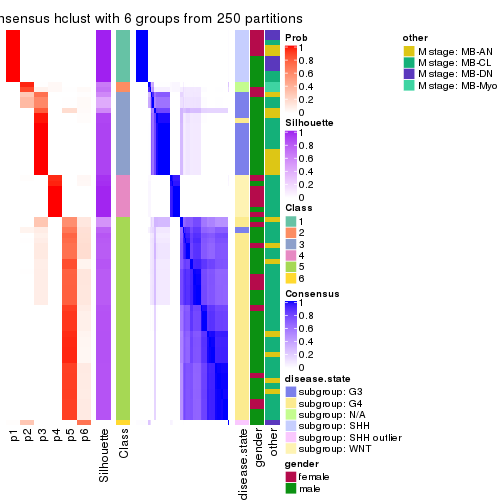 nsensus hclust with 6 groups from 250 partitions
Prob
1
0.8
0.6
0.4
0.2
0
Silhouette
1
0.8
0.6
0.4
0.2
0
Class
1
2
3
4
5
6
Consensus
1
0.8
0.6
0.4
0.2
0
disease.state
subgroup: G3
subgroup: G4
subgroup: N/A
subgroup: SHH
subgroup: SHH outlier
subgroup: WNT
gender
female
male
other
M stage: MB-AN
M stage: MB-CL
M stage: MB-DN
M stage: MB-Myo
p1
p2
p3
p4
p5
p6
Silhouette
Class
disease.state
gender
other